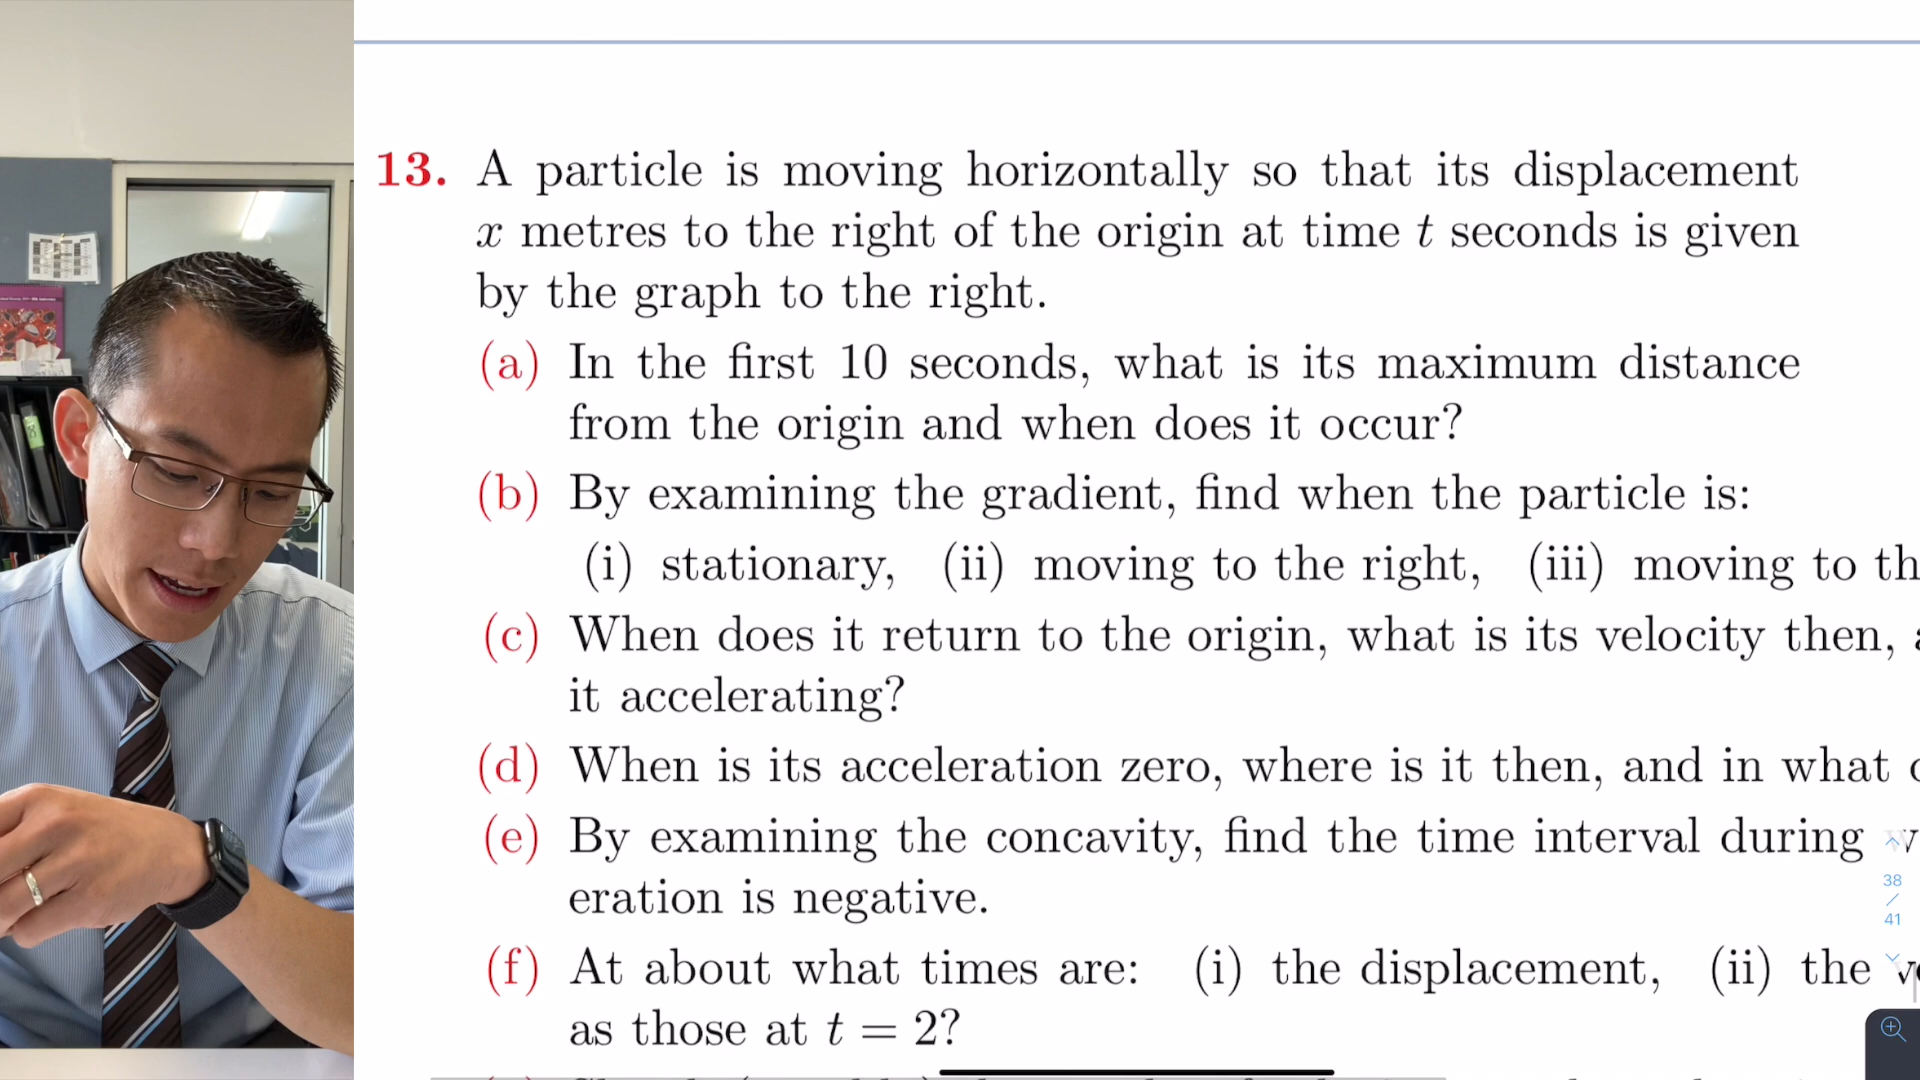 13. A particle is moving horizontally so that its displacement
x metres to the right of the origin at time t seconds is given
by the graph to the right.
(a) In the first 10 seconds, what is its maximum distance
from the origin and when does it occur?
(b) By examining the gradient, find when the particle is:
(i) stationary, (ii) moving to the right, (iii) moving to th
(c) When does it return to the origin, what is its velocity then,
it accelerating?
(d) When is its acceleration zero, where is it then, and in what
(e) By examining the concavity, find the time interval during
eration is negative.
(f) At about what times are: (i) the displacement, (ii) the
as those at t = 2?
38
/
41